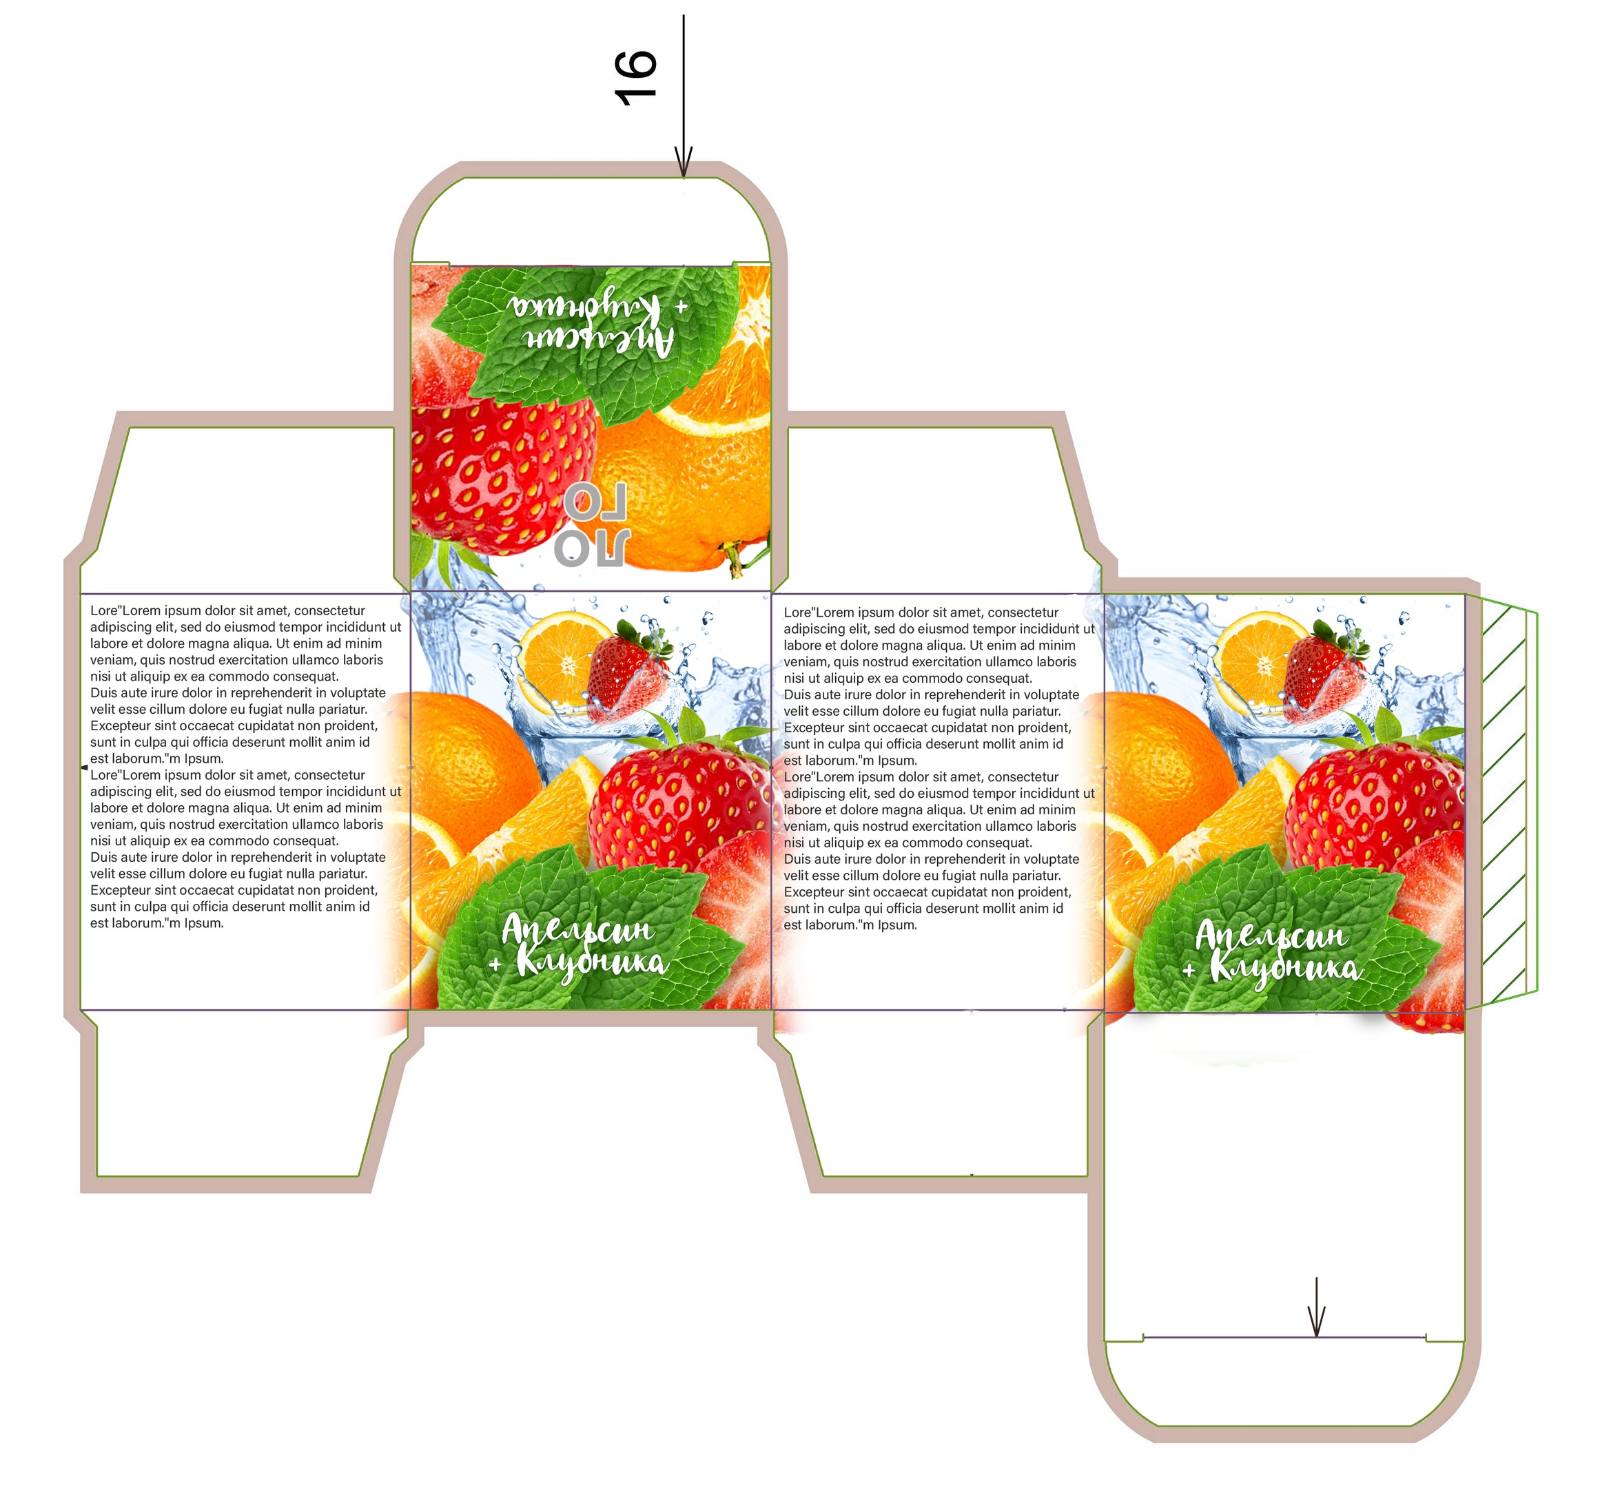 16
Апельсин
+ Клубника
ЛО
ГО
Lore"Lorem ipsum dolor sit amet, consectetur
adipiscing elit, sed do eiusmod tempor incididunt ut
labore et dolore magna aliqua. Ut enim ad minim
veniam, quis nostrud exercitation ullamco laboris
nisi ut aliquip ex ea commodo consequat.
Duis aute irure dolor in reprehenderit in voluptate
velit esse cillum dolore eu fugiat nulla pariatur.
Excepteur sint occaecat cupidatat non proident,
sunt in culpa qui officia deserunt mollit anim id
est laborum."m Ipsum.
Lore"Lorem ipsum dolor sit amet, consectetur
adipiscing elit, sed do eiusmod tempor incididunt ut
labore et dolore magna aliqua. Ut enim ad minim
veniam, quis nostrud exercitation ullamco laboris
nisi ut aliquip ex ea commodo consequat.
Duis aute irure dolor in reprehenderit in voluptate
velit esse cillum dolore eu fugiat nulla pariatur.
Excepteur sint occaecat cupidatat non proident,
sunt in culpa qui officia deserunt mollit anim id
est laborum."m Ipsum.
Апельсин
+ Клубника
Lore"Lorem ipsum dolor sit amet, consectetur
adipiscing elit, sed do eiusmod tempor incididunt ut
labore et dolore magna aliqua. Ut enim ad minim
veniam, quis nostrud exercitation ullamco laboris
nisi ut aliquip ex ea commodo consequat.
Duis aute irure dolor in reprehenderit in voluptate
velit esse cillum dolore eu fugiat nulla pariatur.
Excepteur sint occaecat cupidatat non proident,
sunt in culpa qui officia deserunt mollit anim id
est laborum."m Ipsum.
Lore"Lorem ipsum dolor sit amet, consectetur
adipiscing elit, sed do eiusmod tempor incididunt ut
labore et dolore magna aliqua. Ut enim ad minim
veniam, quis nostrud exercitation ullamco laboris
nisi ut aliquip ex ea commodo consequat.
Duis aute irure dolor in reprehenderit in voluptate
velit esse cillum dolore eu fugiat nulla pariatur.
Excepteur sint occaecat cupidatat non proident,
sunt in culpa qui officia deserunt mollit anim id
est laborum."m Ipsum.
Апельсин
+ Клубника